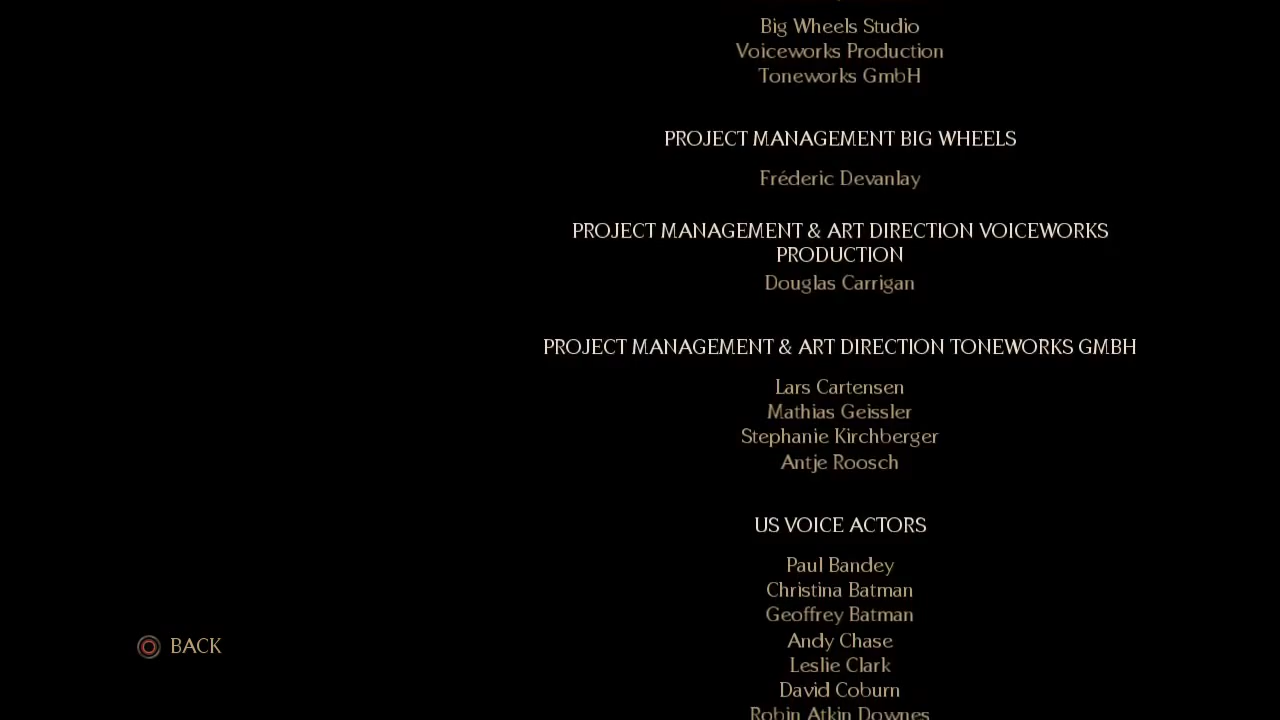 Big Wheels Studio
Voiceworks Production
Toneworks GmbH
PROJECT MANAGEMENT BIG WHEELS
Fréderic Devanlay
PROJECT MANAGEMENT & ART DIRECTION VOICEWORKS
PRODUCTION
Douglas Carrigan
PROJECT MANAGEMENT & ART DIRECTION TONEWORKS GMBH
Lars Cartensen
Mathias Geissler
Stephanie Kirchberger
Antje Roosch
US VOICE ACTORS
Paul Bandey
Christina Batman
Geoffrey Batman
Andy Chase
Leslie Clark
David Coburn
Robin Atkin Downes
BACK